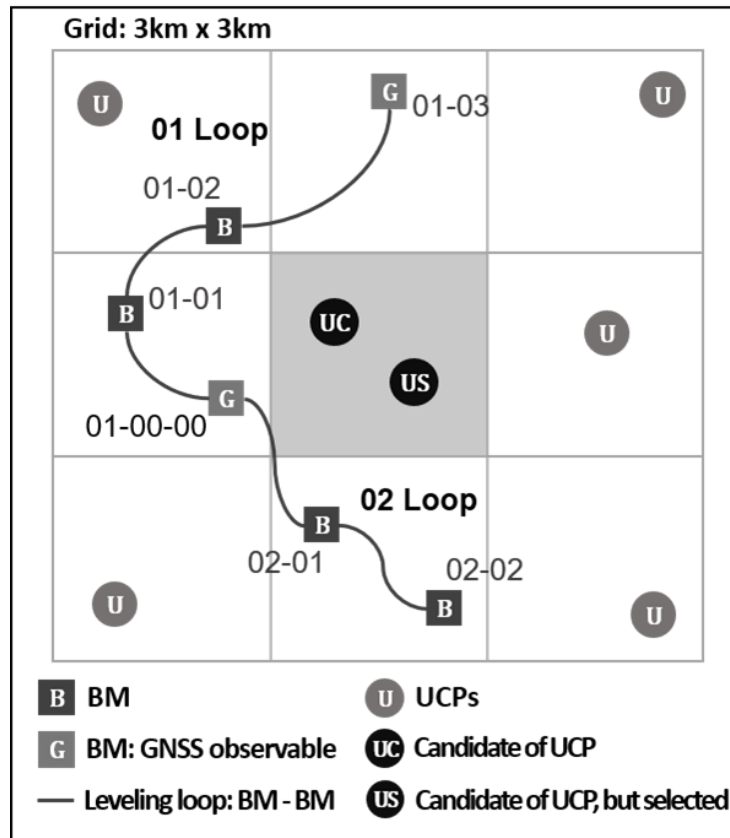 Grid: 3km x 3km
U
G
U
01-03
01 Loop
01-02
B
01-01
B
UC
U
US
G
01-00-00
02 Loop
B
02-01
02-02
U
B
U
B BM
U UCPs
G BM: GNSS observable
UC Candidate of UCP
Leveling loop: BM - BM
US Candidate of UCP, but selected